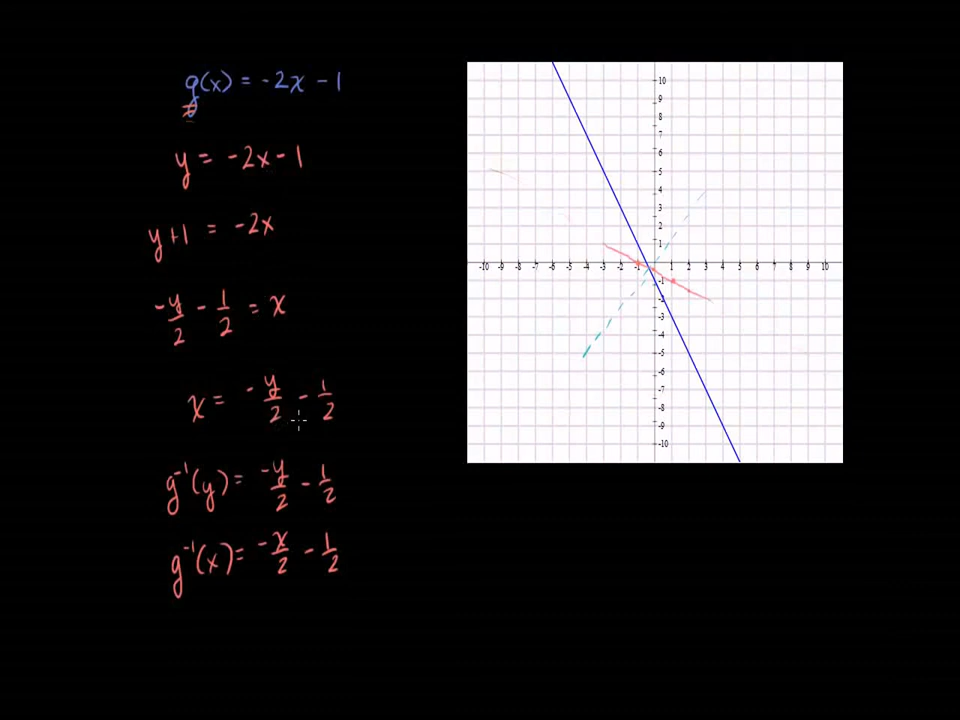 g(x) = -2x - 1
y = -2x - 1
y+1 = -2x
-y/2 - 1/2 = x
x = -y/2 - 1/2
g⁻¹(y) = -y/2 - 1/2
g⁻¹(x) = -x/2 - 1/2
10
9
8
7
6
5
4
3
2
1
-10 -9 -8 -7 -6 -5 -4 -3 -2 -1 1 2 3 4 5 6 7 8 9 10
-1
-2
-3
-4
-5
-6
-7
-8
-9
-10